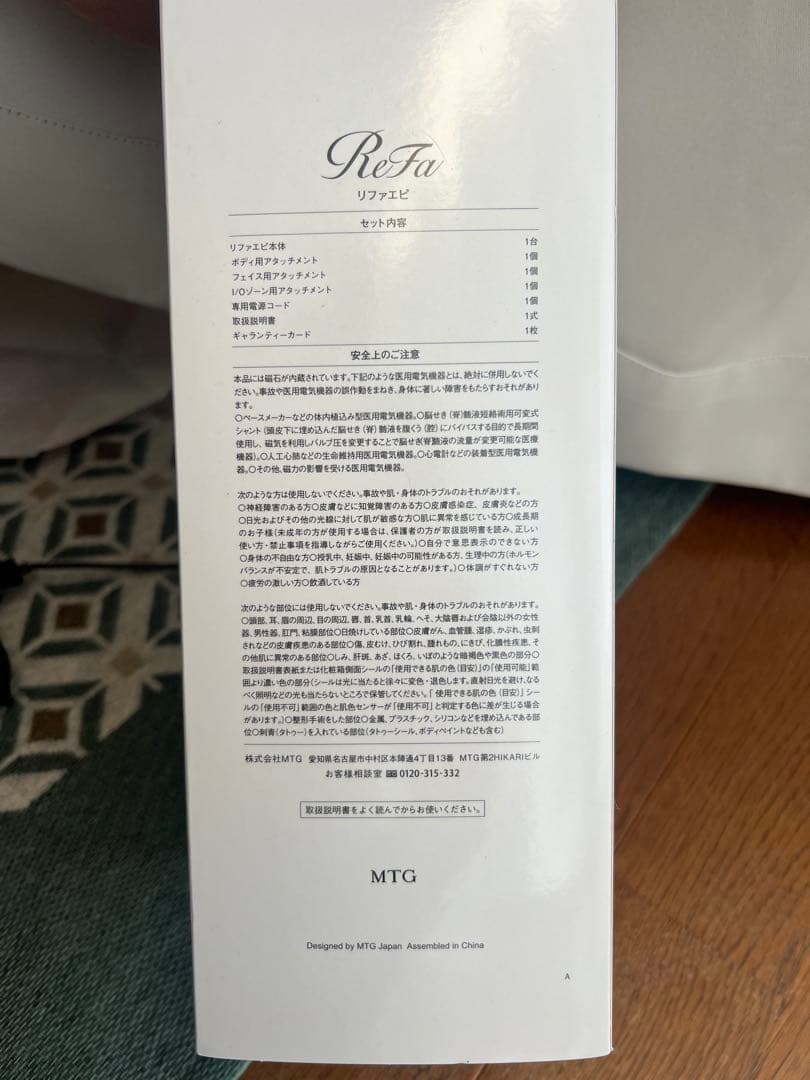 ReFa
リファエピ
セット内容
リファエピ本体 1台
ボディ用アタッチメント 1個
フェイス用アタッチメント 1個
I/Oゾーン用アタッチメント 1個
専用電源コード 1個
取扱説明書 1式
ギャランティーカード 1枚
安全上のご注意
本品には磁石が内蔵されています。下記のような医用電気機器とは、絶対に併用しないでく
ださい。事故や医用電気機器の誤作動をまねき、身体に著しい障害をもたらすおそれがあり
ます。
○ペースメーカーなどの体内植込み型医用電気機器。○脳せき(脊)髄液短絡術用可変式
シャント(頭皮下に埋め込んだ脳せき(脊)髄液を腹くう(腔)にバイパスする目的で長期間
使用し、磁気を利用しバルブ圧を変更することで脳せき(脊)髄液の流量が変更可能な医療
機器)。○人工心肺などの生命維持用医用電気機器。○心電計などの装着型医用電気機
器。○その他、磁力の影響を受ける医用電気機器。
次のような方は使用しないでください。事故や肌・身体のトラブルのおそれがあります。
○神経障害のある方○皮膚などに知覚障害のある方○皮膚感染症、皮膚炎などの方
○日光およびその他の光線に対して肌が敏感な方○肌に異常を感じている方○成長期
のお子様(未成年の方が使用する場合は、保護者の方が取扱説明書を読み、正しい
使い方・禁止事項を指導しながらご使用ください。)○自分で意思表示のできない方
○身体の不自由な方○授乳中、妊娠中、妊娠中の可能性がある方、生理中の方(ホルモン
バランスが不安定で、肌トラブルの原因となることがあります。)○体調がすぐれない方
○疲労の激しい方○飲酒している方
次のような部位には使用しないでください。事故や肌・身体のトラブルのおそれがあります。
○頭部、耳、眉の周辺、目の周辺、唇、首、乳首、乳輪、へそ、大陰唇および会陰以外の女性
器、男性器、肛門、粘膜部位○日焼けしている部位○皮膚がん、血管腫、湿疹、かぶれ、虫刺
されなどの皮膚疾患のある部位○傷、皮むけ、ひび割れ、腫れもの、にきび、化膿性疾患、そ
の他肌に異常のある部位○しみ、肝斑、あざ、ほくろ、いぼのような暗褐色や黒色の部分○
取扱説明書表紙または化粧箱側面シールの「使用できる肌の色(目安)」の「使用可能」範
囲より濃い色の部分(シールは光に当たると徐々に変色・退色します。直射日光を避け、なる
べく照明などの光も当たらないところで保管してください。「使用できる肌の色(目安)」シー
ルの「使用不可」範囲の色と肌色センサーが「使用不可」と判定する色に差が生じる場合
があります。)○整形手術をした部位○金属、プラスチック、シリコンなどを埋め込んである部
位○刺青(タトゥー)を入れている部位(タトゥーシール、ボディペイントなども含む)
株式会社MTG 愛知県名古屋市中村区本陣通4丁目13番 MTG第2HIKARIビル
お客様相談室 0120-315-332
取扱説明書をよく読んでからお使いください。
MTG
Designed by MTG Japan Assembled in China
A